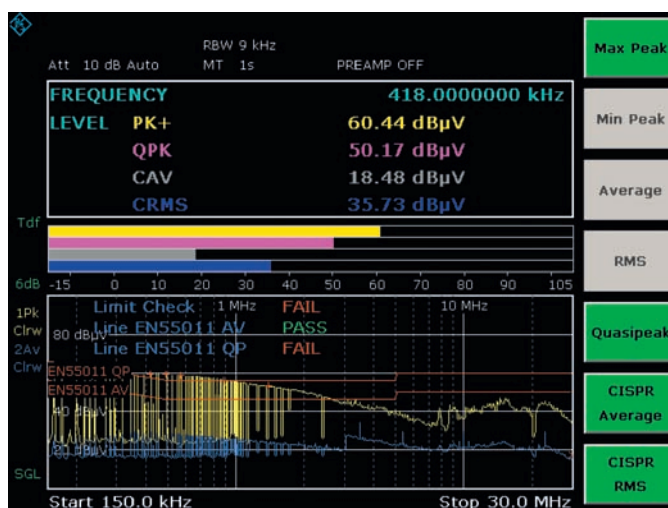 RBW 9 kHz
Att 10 dB Auto MT 1s PREAMP OFF
FREQUENCY 418.0000000 kHz
LEVEL PK+ 60.44 dBµV
QPK 50.17 dBµV
CAV 18.48 dBµV
CRMS 35.73 dBµV
Tdf
6dB -15 0 10 20 30 40 50 60 70 80 90 105
Limit Check 1 MHz FAIL 10 MHz
1Pk
Clrw
Line EN55011 AV PASS
80 dBµV
2Av
Clrw
Line EN55011 QP FAIL
EN55011 QP
EN55011 AV
40 dBµV
SGL
Start 150.0 kHz Stop 30.0 MHz
Max Peak
Min Peak
Average
RMS
Quasipeak
CISPR
Average
CISPR
RMS